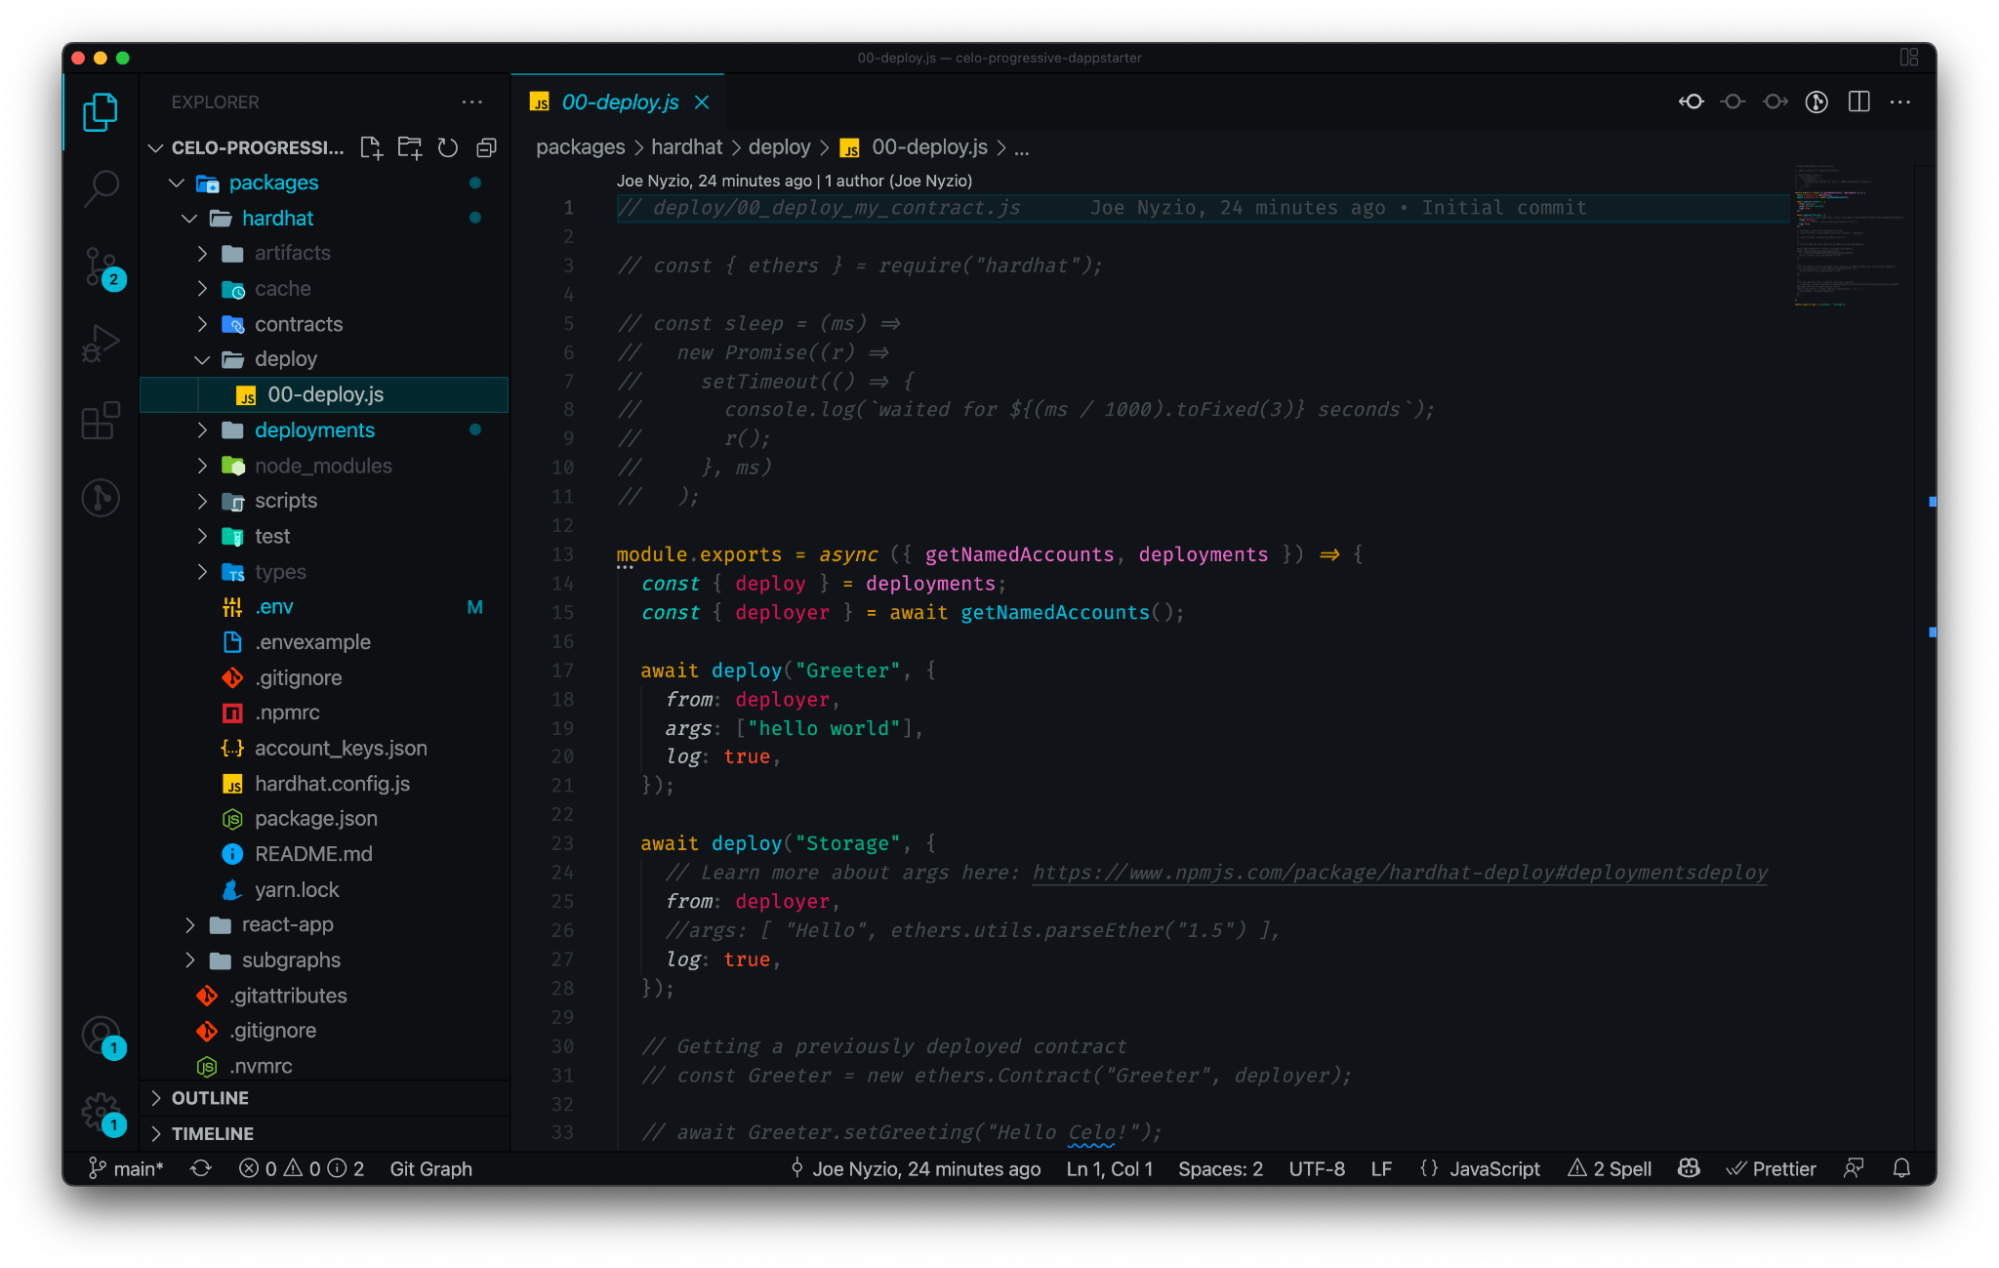 00-deploy.js — celo-progressive-dappstarter
EXPLORER
CELO-PROGRESSI...
packages
hardhat
artifacts
cache
contracts
deploy
00-deploy.js
deployments
node_modules
scripts
test
types
.env M
.envexample
.gitignore
.npmrc
account_keys.json
hardhat.config.js
package.json
README.md
yarn.lock
react-app
subgraphs
.gitattributes
.gitignore
.nvmrc
OUTLINE
TIMELINE
2
1
1
JS 00-deploy.js
packages > hardhat > deploy > JS 00-deploy.js > ...
Joe Nyzio, 24 minutes ago | 1 author (Joe Nyzio)
1 // deploy/00_deploy_my_contract.js Joe Nyzio, 24 minutes ago • Initial commit
2
3 // const { ethers } = require("hardhat");
4
5 // const sleep = (ms) =>
6 //   new Promise((r) =>
7 //     setTimeout(() => {
8 //       console.log(`waited for ${(ms / 1000).toFixed(3)} seconds`);
9 //       r();
10 //     }, ms)
11 //   );
12
13 module.exports = async ({ getNamedAccounts, deployments }) => {
14   const { deploy } = deployments;
15   const { deployer } = await getNamedAccounts();
16
17   await deploy("Greeter", {
18     from: deployer,
19     args: ["hello world"],
20     log: true,
21   });
22
23   await deploy("Storage", {
24     // Learn more about args here: https://www.npmjs.com/package/hardhat-deploy#deploymentsdeploy
25     from: deployer,
26     //args: [ "Hello", ethers.utils.parseEther("1.5") ],
27     log: true,
28   });
29
30   // Getting a previously deployed contract
31   // const Greeter = new ethers.Contract("Greeter", deployer);
32
33   // await Greeter.setGreeting("Hello Celo!");
main* 0 0 2 Git Graph Joe Nyzio, 24 minutes ago Ln 1, Col 1 Spaces: 2 UTF-8 LF {} JavaScript 2 Spell Prettier